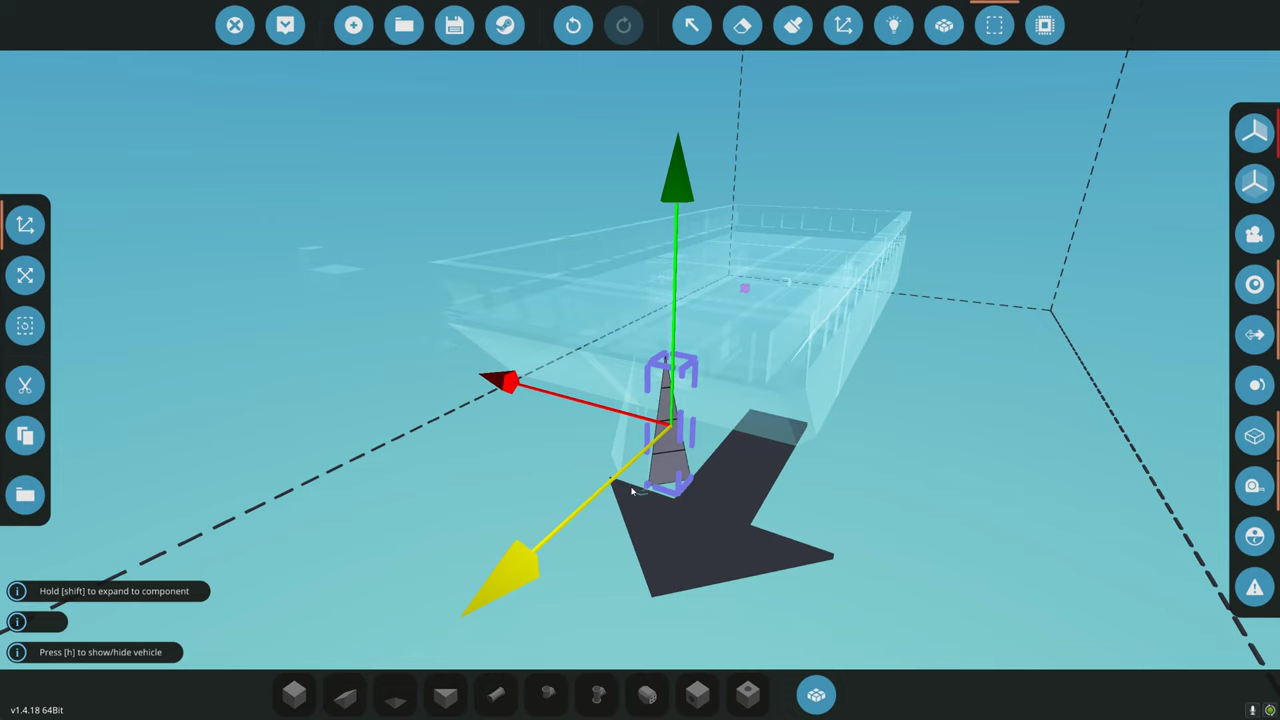 Hold [shift] to expand to component
Press [h] to show/hide vehicle
v1.4.18 64Bit